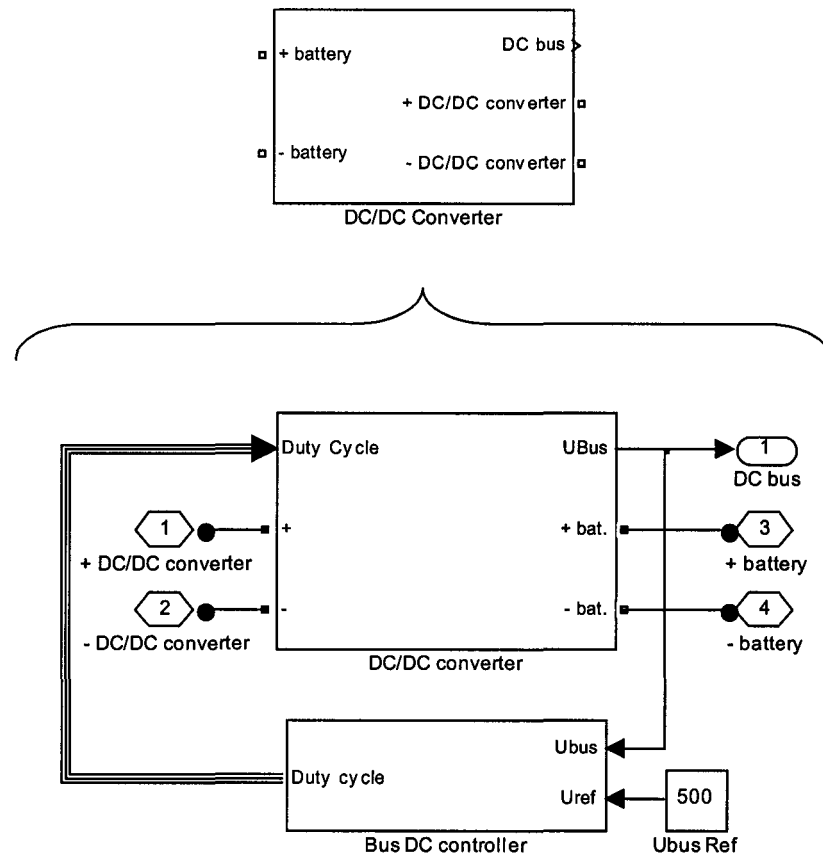 + battery
DC bus
+ DC/DC converter
- battery
- DC/DC converter
DC/DC Converter
Duty Cycle
UBus
1
DC bus
1
+
+ bat.
3
+ DC/DC converter
+ battery
2
-
- bat.
4
- DC/DC converter
- battery
DC/DC converter
Ubus
Duty cycle
Uref
500
Bus DC controller
Ubus Ref